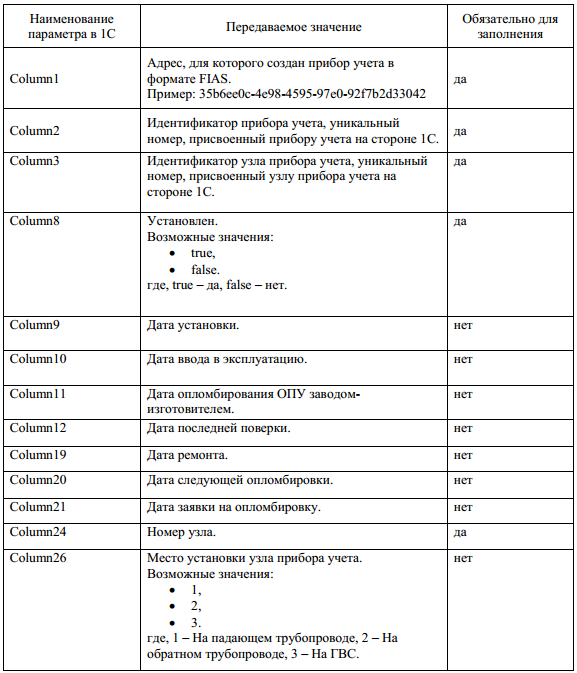 Наименование
параметра в 1С
Передаваемое значение
Обязательно для
заполнения
Column1
Адрес, для которого создан прибор учета в
формате FIAS.
Пример: 35b6ee0c-4e98-4595-97e0-92f7b2d33042
да
Column2
Идентификатор прибора учета, уникальный
номер, присвоенный прибору учета на стороне 1С.
да
Column3
Идентификатор узла прибора учета, уникальный
номер, присвоенный узлу прибора учета на
стороне 1С.
да
Column8
Установлен.
Возможные значения:
• true,
• false.
где, true – да, false – нет.
да
Column9
Дата установки.
нет
Column10
Дата ввода в эксплуатацию.
нет
Column11
Дата опломбирования ОПУ заводом-
изготовителем.
нет
Column12
Дата последней поверки.
нет
Column19
Дата ремонта.
нет
Column20
Дата следующей опломбировки.
нет
Column21
Дата заявки на опломбировку.
нет
Column24
Номер узла.
да
Column26
Место установки узла прибора учета.
Возможные значения:
• 1,
• 2,
• 3.
где, 1 – На падающем трубопроводе, 2 – На
обратном трубопроводе, 3 – На ГВС.
нет